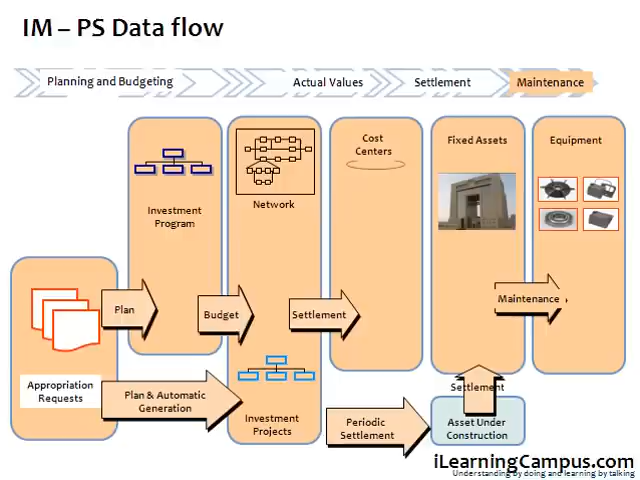 IM – PS Data flow
Planning and Budgeting
Actual Values
Settlement
Maintenance
Cost
Centers
Fixed Assets
Equipment
Investment
Program
Network
Plan
Budget
Settlement
Maintenance
Appropriation
Requests
Plan & Automatic
Generation
Investment
Projects
Periodic
Settlement
Settlement
Asset Under
Construction
iLearningCampus.com
Understanding by doing and learning by talking